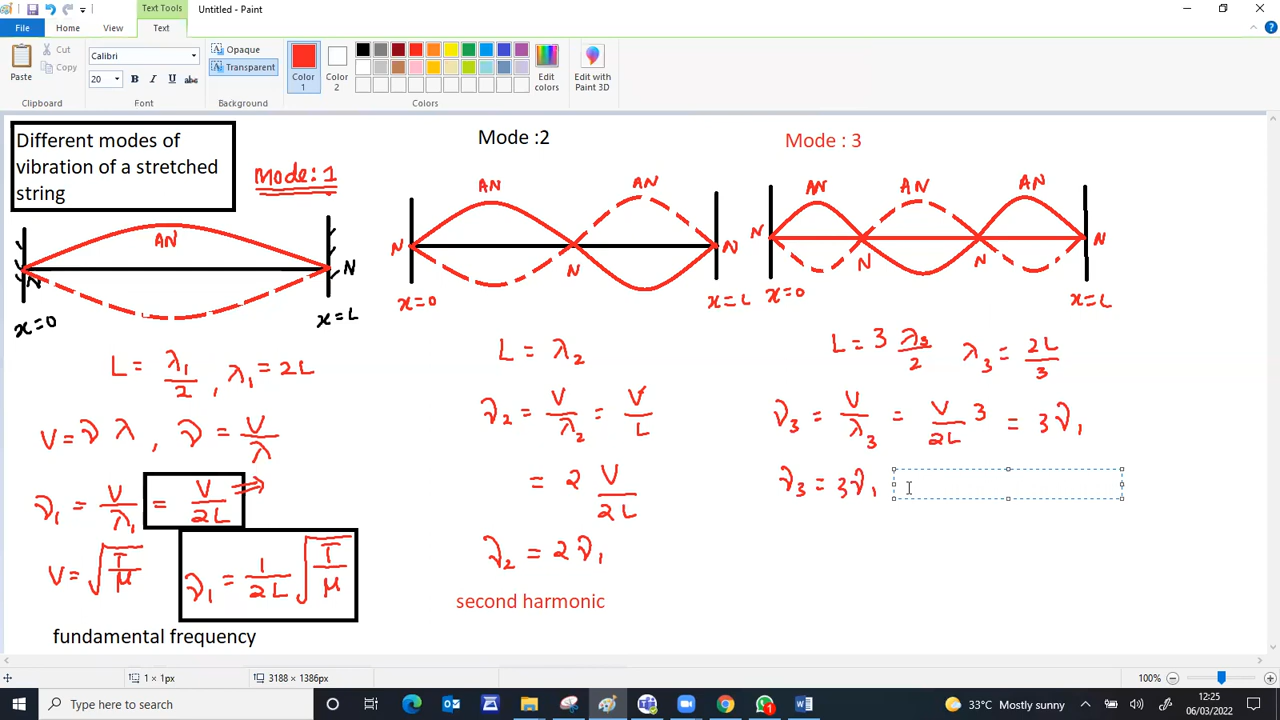 Untitled - Paint
Text Tools
File
Home
View
Text
Paste
Cut
Copy
Clipboard
Calibri
20
B
I
U
abc
Font
Opaque
Transparent
Background
Color 1
Color 2
Edit colors
Colors
Edit with Paint 3D
Different modes of
vibration of a stretched
string
Mode: 1
AN
N
N
x=0
x=L
L = λ₁/2 , λ₁ = 2L
V = ν λ , ν = V/λ
ν₁ = V/λ₁ = V/2L ⇒
V = √(T/μ)
ν₁ = 1/2L √(T/μ)
fundamental frequency
Mode :2
AN
AN
N
N
N
x=0
x=L
L = λ₂
ν₂ = V/λ₂ = V/L
= 2 V/2L
ν₂ = 2ν₁
second harmonic
Mode : 3
AN
AN
AN
N
N
N
N
x=0
x=L
L = 3 λ₃/2 λ₃ = 2L/3
ν₃ = V/λ₃ = V/2L 3 = 3ν₁
ν₃ = 3ν₁
1 × 1px
3188 × 1386px
100%
Type here to search
33°C Mostly sunny
12:25
06/03/2022